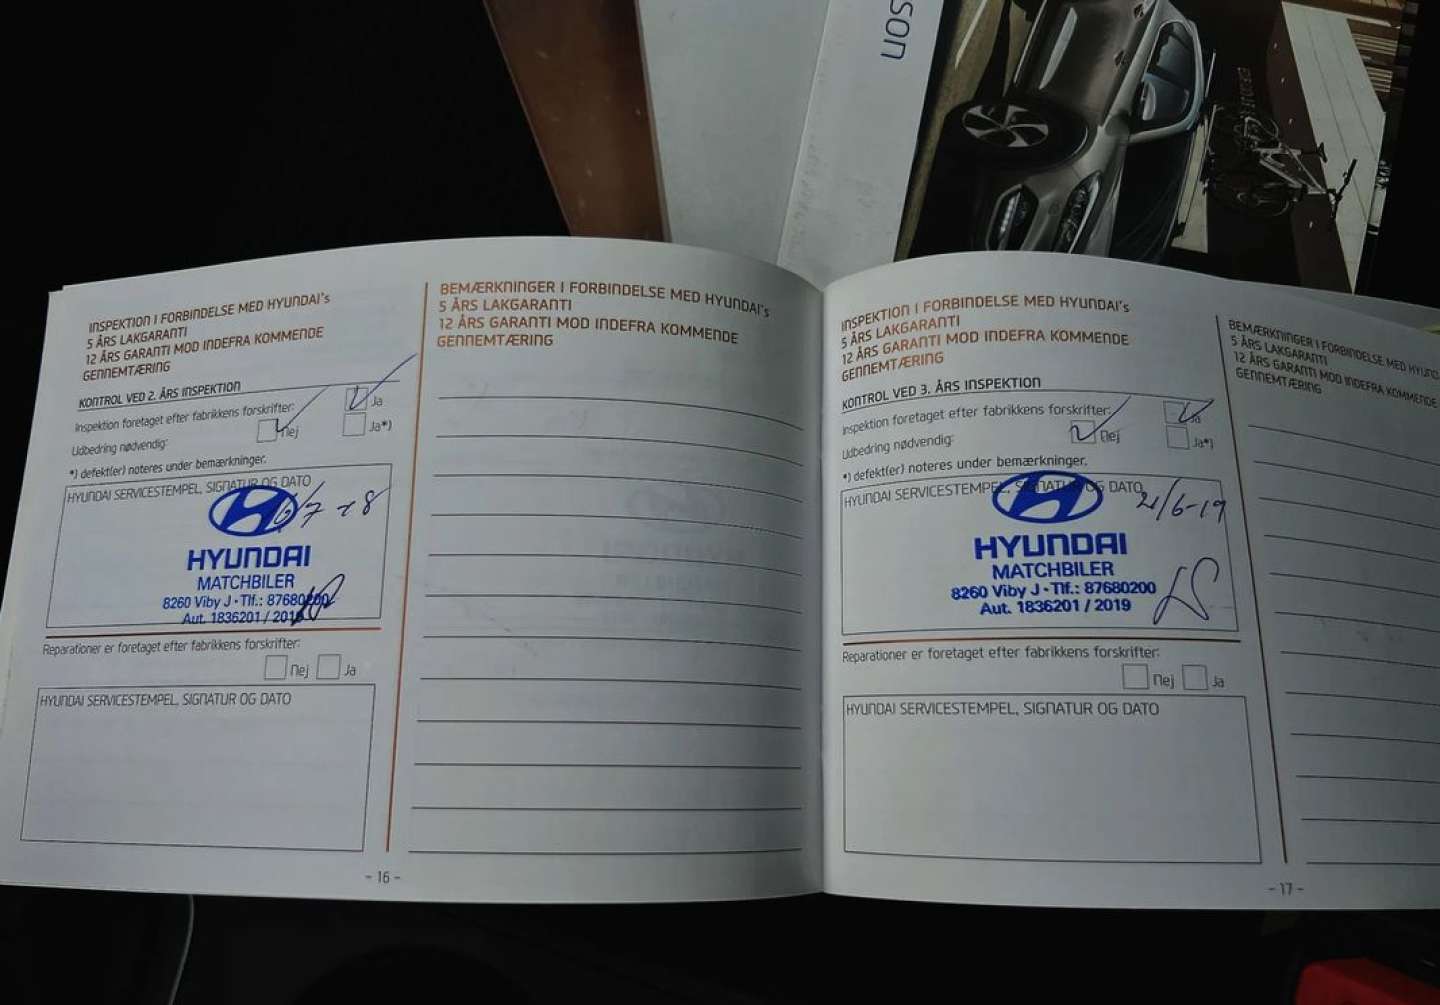 son
INSPEKTION I FORBINDELSE MED HYUNDAI's
5 ÅRS LAKGARANTI
12 ÅRS GARANTI MOD INDEFRA KOMMENDE
GENNEMTÆRING
KONTROL VED 2. ÅRS INSPEKTION
Inspektion foretaget efter fabrikkens forskrifter:
Ja
Udbedring nødvendig:
Nej
Ja*)
*) defekt(er) noteres under bemærkninger.
HYUNDAI SERVICESTEMPEL, SIGNATUR OG DATO
6/7-18
HYUNDAI
MATCHBILER
8260 Viby J · Tlf.: 87680200
Aut. 1836201 / 2019
Reparationer er foretaget efter fabrikkens forskrifter:
Nej
Ja
HYUNDAI SERVICESTEMPEL, SIGNATUR OG DATO
- 16 -
BEMÆRKNINGER I FORBINDELSE MED HYUNDAI's
5 ÅRS LAKGARANTI
12 ÅRS GARANTI MOD INDEFRA KOMMENDE
GENNEMTÆRING
INSPEKTION I FORBINDELSE MED HYUNDAI's
5 ÅRS LAKGARANTI
12 ÅRS GARANTI MOD INDEFRA KOMMENDE
GENNEMTÆRING
KONTROL VED 3. ÅRS INSPEKTION
Inspektion foretaget efter fabrikkens forskrifter:
Ja
Udbedring nødvendig:
Nej
Ja*)
*) defekt(er) noteres under bemærkninger.
HYUNDAI SERVICESTEMPEL, SIGNATUR OG DATO
21/6-19
HYUNDAI
MATCHBILER
8260 Viby J · Tlf.: 87680200
Aut. 1836201 / 2019
Reparationer er foretaget efter fabrikkens forskrifter:
Nej
Ja
HYUNDAI SERVICESTEMPEL, SIGNATUR OG DATO
- 17 -
BEMÆRKNINGER I FORBINDELSE MED HYUND
5 ÅRS LAKGARANTI
12 ÅRS GARANTI MOD INDEFRA KOMMENDE
GENNEMTÆRING